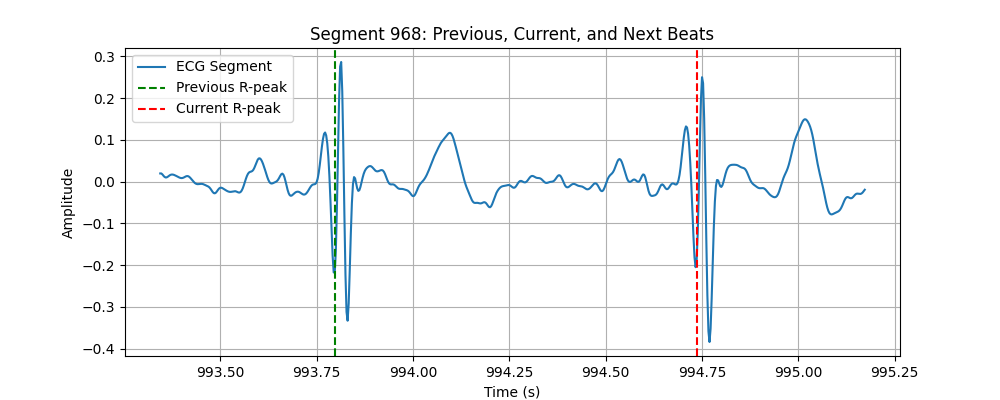 Segment 968: Previous, Current, and Next Beats
ECG Segment
Previous R-peak
Current R-peak
Amplitude
0.3
0.2
0.1
0.0
−0.1
−0.2
−0.3
−0.4
993.50 993.75 994.00 994.25 994.50 994.75 995.00 995.25
Time (s)